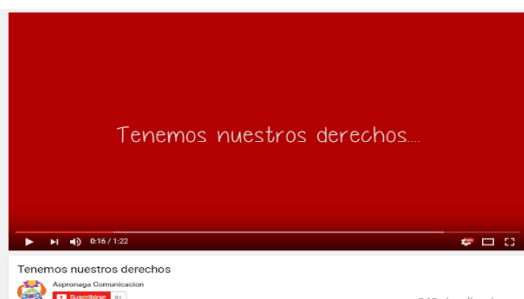 Tenemos nuestros derechos....
0:16 / 1:22
Tenemos nuestros derechos
Aspronaga Comunicacion
Suscribirse